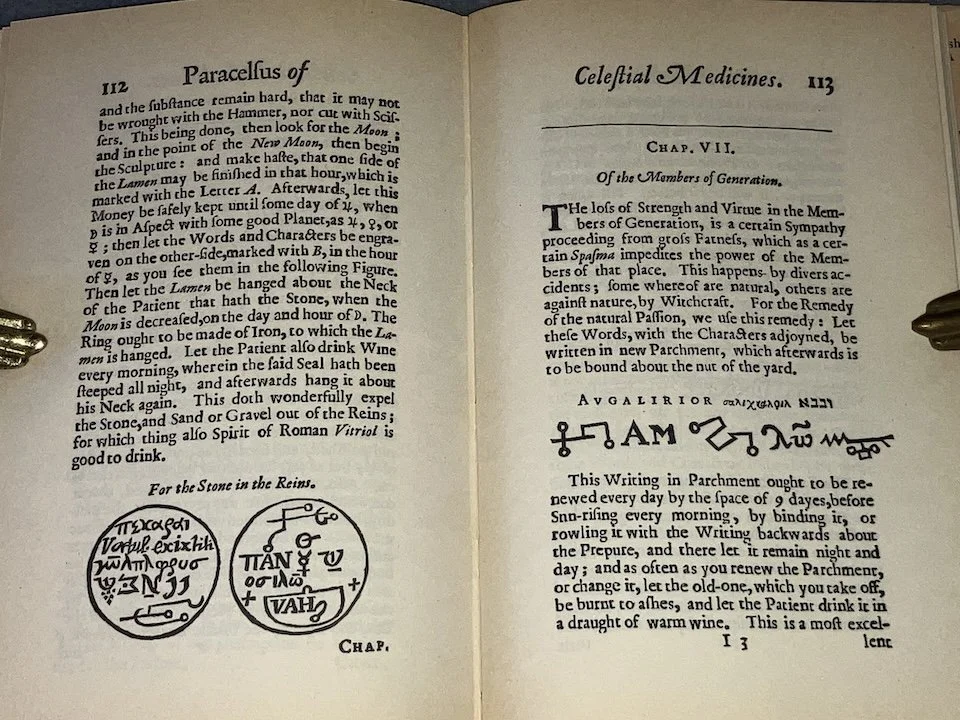 112 Paracelſus of
and the ſubſtance remain hard, that it may not
be wrought with the Hammer, nor cut with Sciſ-
ſers. This being done, then look for the Moon ;
and in the point of the New Moon, then begin
the Sculpture : and make haſte, that one ſide of
the Lamen may be finiſhed in that hour, which is
marked with the Letter A. Afterwards, let this
Money be ſafely kept until ſome day of ♃, when
☽ is in Aſpect with ſome good Planet, as ♃, ♀, or
☿ ; then let the Words and Characters be engra-
ven on the other-ſide, marked with B, in the hour
of ☿, as you ſee them in the following Figure.
Then let the Lamen be hanged about the Neck
of the Patient that hath the Stone, when the
Moon is decreaſed, on the day and hour of ☽. The
Ring ought to be made of Iron, to which the La-
men is hanged. Let the Patient alſo drink Wine
every morning, wherein the ſaid Seal hath been
ſteeped all night, and afterwards hang it about
his Neck again. This doth wonderfully expel
the Stone, and Sand or Gravel out of the Reins ;
for which thing alſo Spirit of Roman Vitriol is
good to drink.
For the Stone in the Reins.
ΠΑΝ
οσιλω
VAH
CHAP.
Celeſtial Medicines. 113
CHAP. VII.
Of the Members of Generation.
THe loſs of Strength and Virtue in the Mem-
bers of Generation, is a certain Sympathy
proceeding from groſs Fatneſs, which as a cer-
tain Spaſma impedites the power of the Mem-
bers of that place. This happens by divers ac-
cidents ; ſome whereof are natural, others are
againſt nature, by Witchcraft. For the Remedy
of the natural Paſſion, we uſe this remedy : Let
theſe Words, with the Characters adjoyned, be
written in new Parchment, which afterwards is
to be bound about the nut of the yard.
AVGALIRIOR
AM λω
This Writing in Parchment ought to be re-
newed every day by the ſpace of 9 dayes, before
Snn-riſing every morning, by binding it, or
rowling it with the Writing backwards about
the Prepute, and there let it remain night and
day ; and as often as you renew the Parchment,
or change it, let the old-one, which you take off,
be burnt to aſhes, and let the Patient drink it in
a draught of warm wine. This is a moſt excel-
I 3 lent